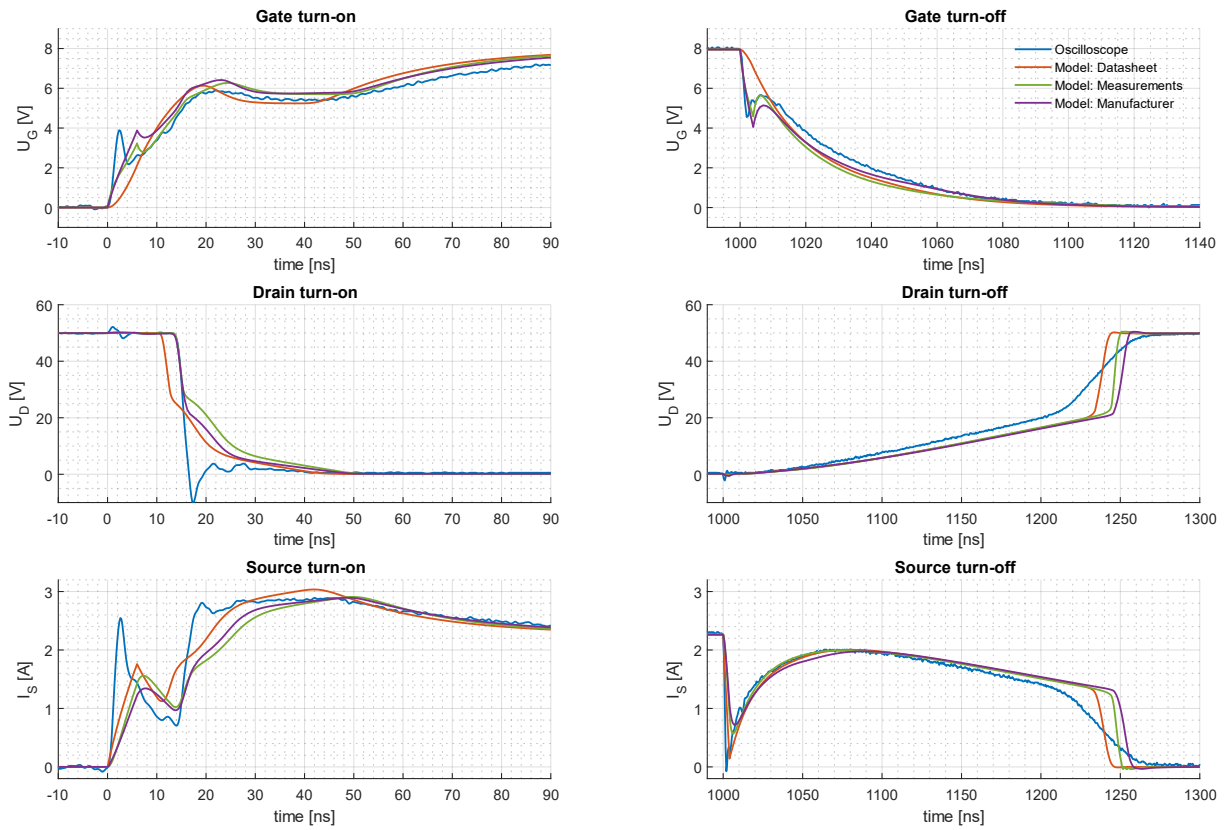 Gate turn-on
8
6
4
2
0
U_G [V]
-10 0 10 20 30 40 50 60 70 80 90
time [ns]
Gate turn-off
8
6
4
2
0
U_G [V]
1000 1020 1040 1060 1080 1100 1120 1140
time [ns]
Oscilloscope
Model: Datasheet
Model: Measurements
Model: Manufacturer
Drain turn-on
60
40
20
0
U_D [V]
-10 0 10 20 30 40 50 60 70 80 90
time [ns]
Drain turn-off
60
40
20
0
U_D [V]
1000 1050 1100 1150 1200 1250 1300
time [ns]
Source turn-on
3
2
1
0
I_S [A]
-10 0 10 20 30 40 50 60 70 80 90
time [ns]
Source turn-off
3
2
1
0
I_S [A]
1000 1050 1100 1150 1200 1250 1300
time [ns]